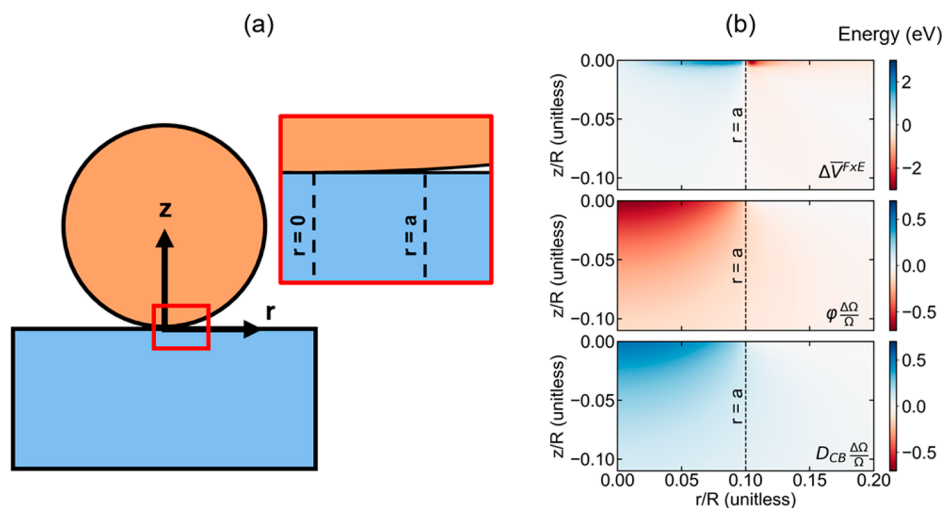 (a)
z
r
r = 0
r = a
(b)
Energy (eV)
z/R (unitless)
0.00
−0.05
−0.10
r = a
ΔV̅^{FxE}
2
0
−2
z/R (unitless)
0.00
−0.05
−0.10
r = a
φ ΔΩ/Ω
0.5
0.0
−0.5
z/R (unitless)
0.00
−0.05
−0.10
r = a
D_{CB} ΔΩ/Ω
0.5
0.0
−0.5
0.00 0.05 0.10 0.15 0.20
r/R (unitless)